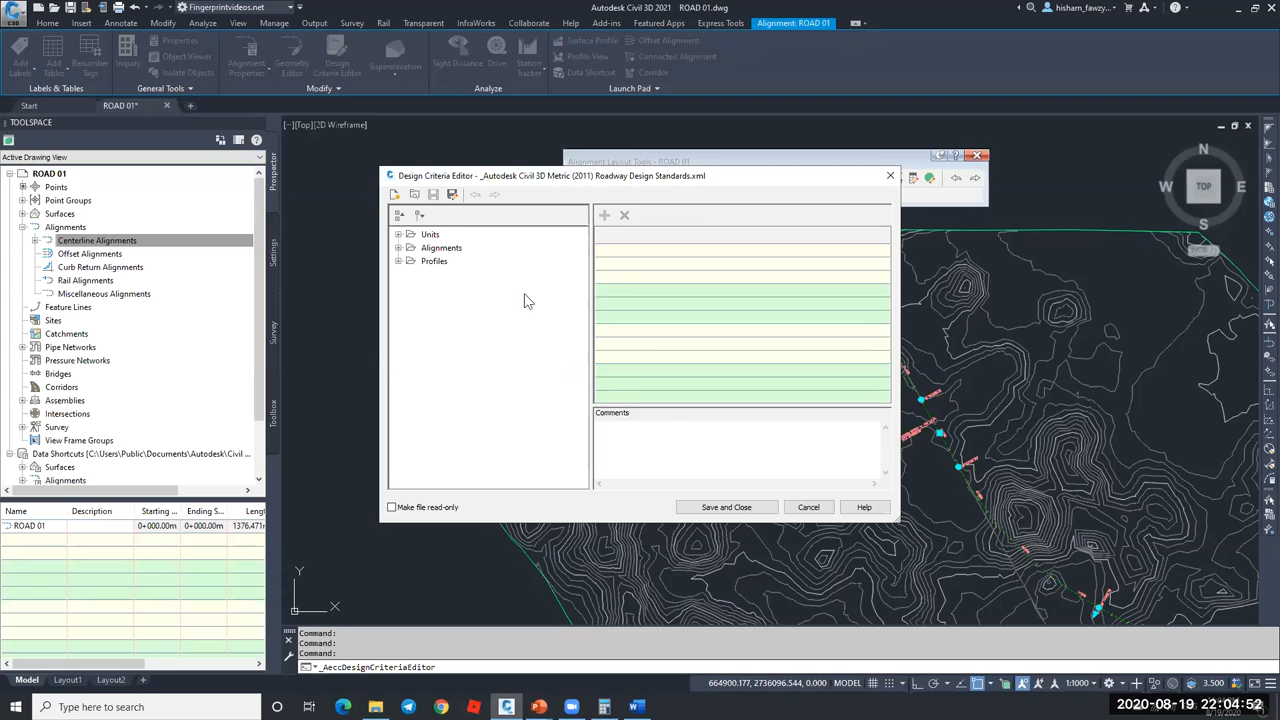 Fingerprintvideos.net
Autodesk Civil 3D 2021 ROAD 01.dwg
hisham_fawzy...
Home Insert Annotate Modify Analyze View Manage Output Survey Rail Transparent InfraWorks Collaborate Help Add-ins Featured Apps Express Tools Alignment: ROAD 01
Properties
Object Viewer
Isolate Objects
Add Labels
Add Tables
Renumber Tags
Inquiry
Alignment Properties
Geometry Editor
Design Criteria Editor
Superelevation
Sight Distance
Drive
Station Tracker
Surface Profile
Profile View
Data Shortcut
Offset Alignment
Connected Alignment
Corridor
Labels & Tables General Tools Modify Analyze Launch Pad
Start ROAD 01*
TOOLSPACE
Active Drawing View
ROAD 01
Points
Point Groups
Surfaces
Alignments
Centerline Alignments
Offset Alignments
Curb Return Alignments
Rail Alignments
Miscellaneous Alignments
Feature Lines
Sites
Catchments
Pipe Networks
Pressure Networks
Bridges
Corridors
Assemblies
Intersections
Survey
View Frame Groups
Data Shortcuts [C:\Users\Public\Documents\Autodesk\Civil ...
Surfaces
Alignments
Prospector
Settings
Survey
Toolbox
Name Description Starting ... Ending S... Length
ROAD 01 0+000.00m 0+000.00m 1376.471m
[−][Top][2D Wireframe]
Alignment Layout Tools - ROAD 01
Design Criteria Editor - _Autodesk Civil 3D Metric (2011) Roadway Design Standards.xml
Units
Alignments
Profiles
Comments
Make file read-only
Save and Close
Cancel
Help
N
W TOP E
S
Y
X
Command:
Command:
Command:
_AeccDesignCriteriaEditor
Model Layout1 Layout2 +
664900.177, 2736096.544, 0.000 MODEL
1:1000
3.500
Type here to search
2020-08-19 22:04:52